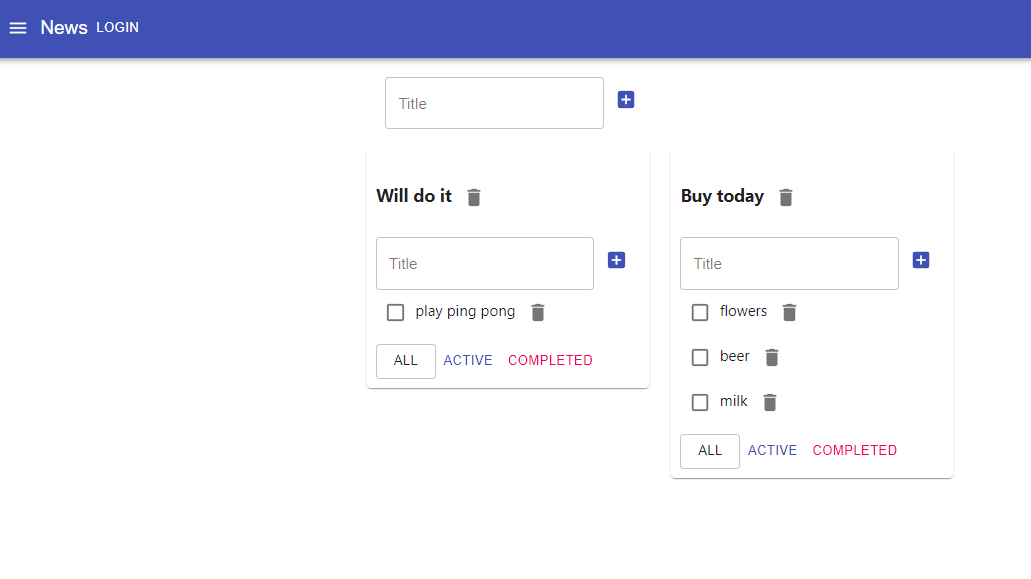 News LOGIN
Title
Will do it
Title
play ping pong
ALL ACTIVE COMPLETED
Buy today
Title
flowers
beer
milk
ALL ACTIVE COMPLETED